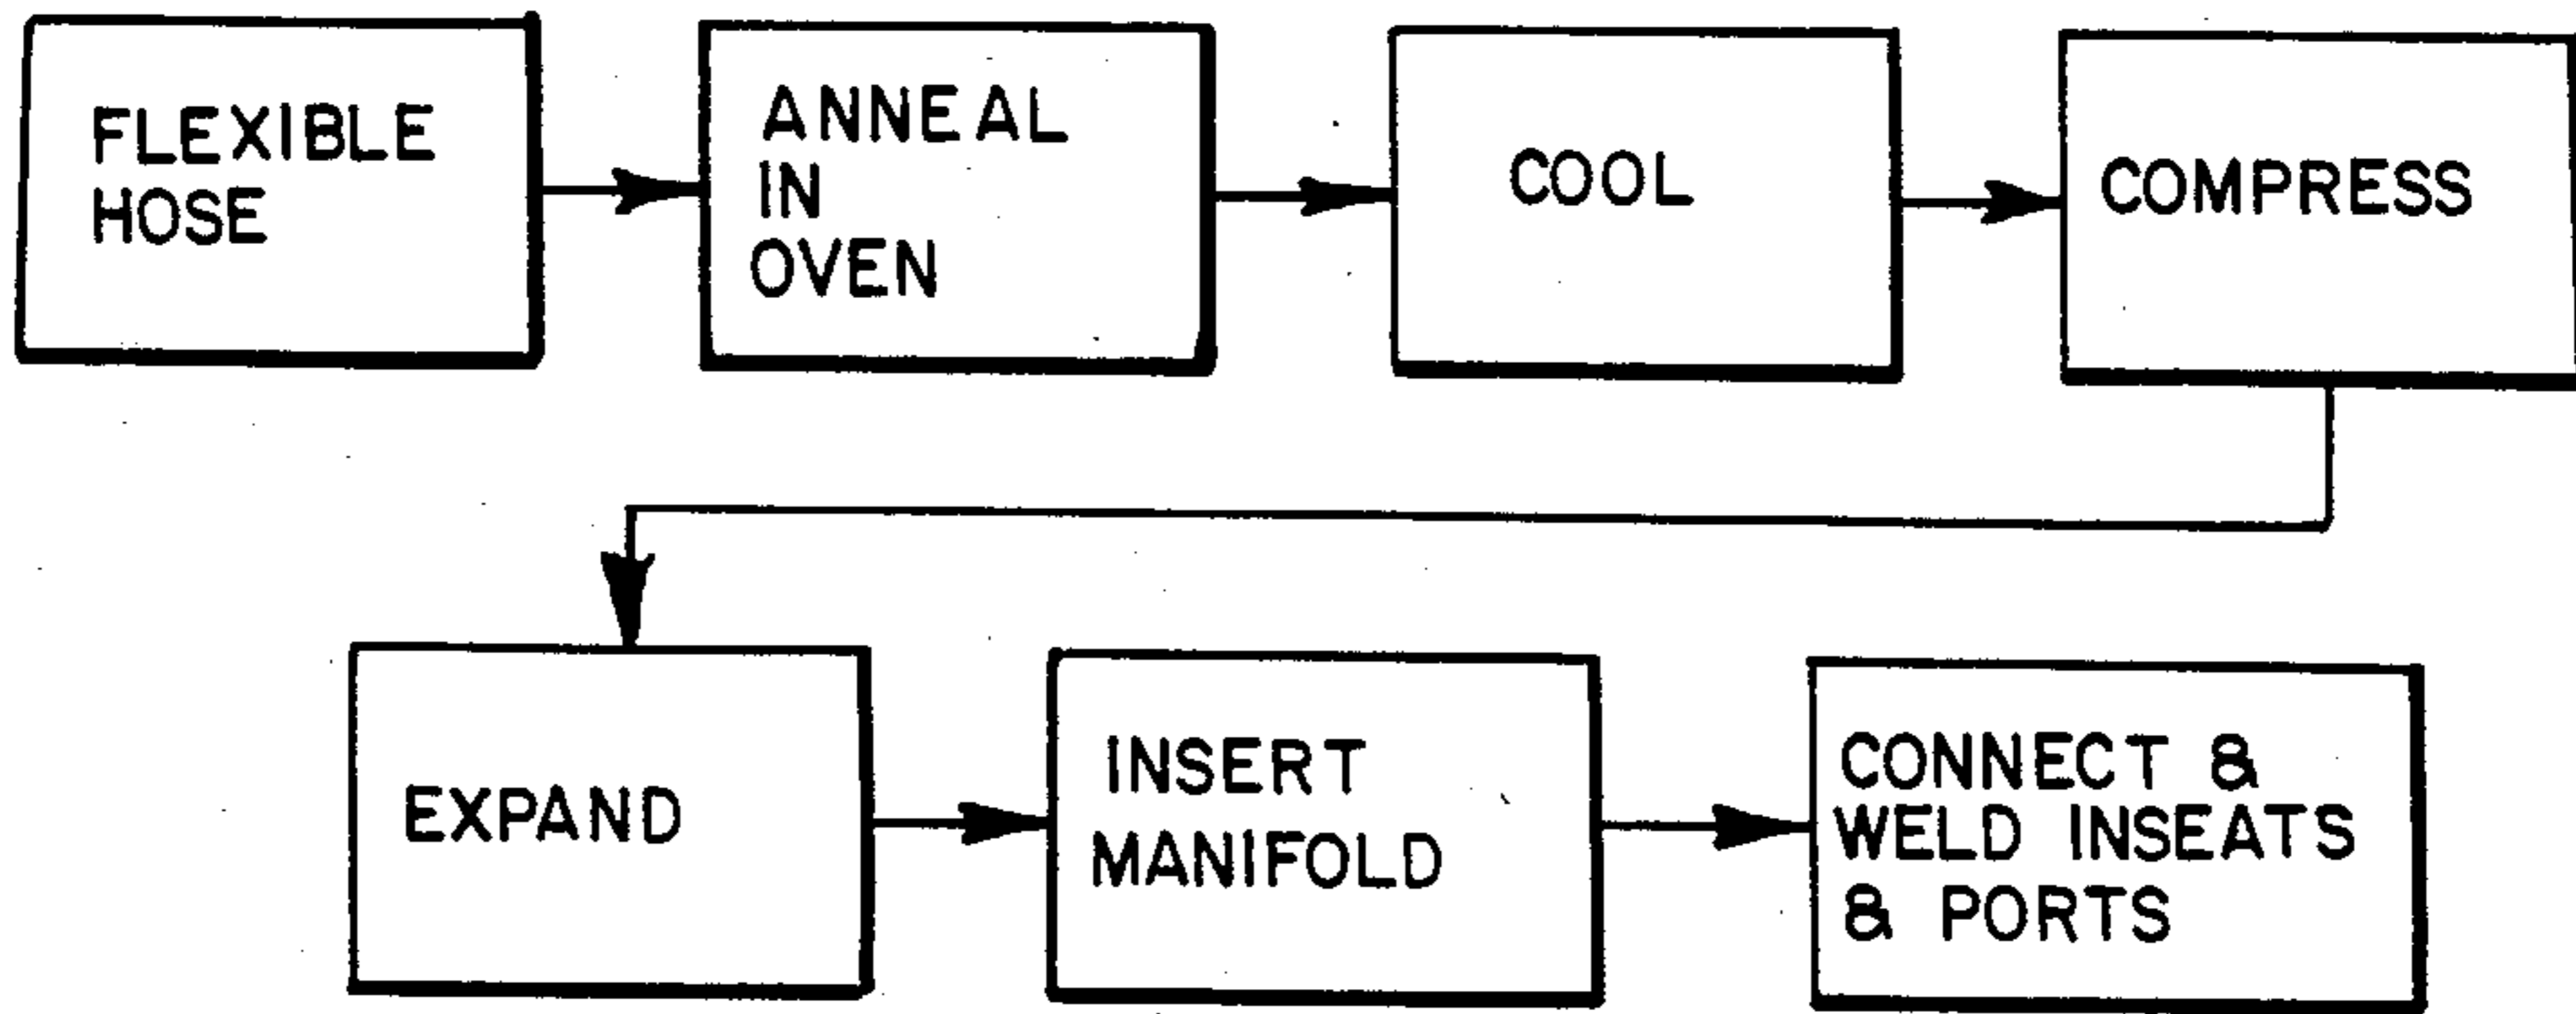 FLEXIBLE
HOSE
ANNEAL
IN
OVEN
COOL
COMPRESS
EXPAND
INSERT
MANIFOLD
CONNECT &
WELD INSEATS
& PORTS